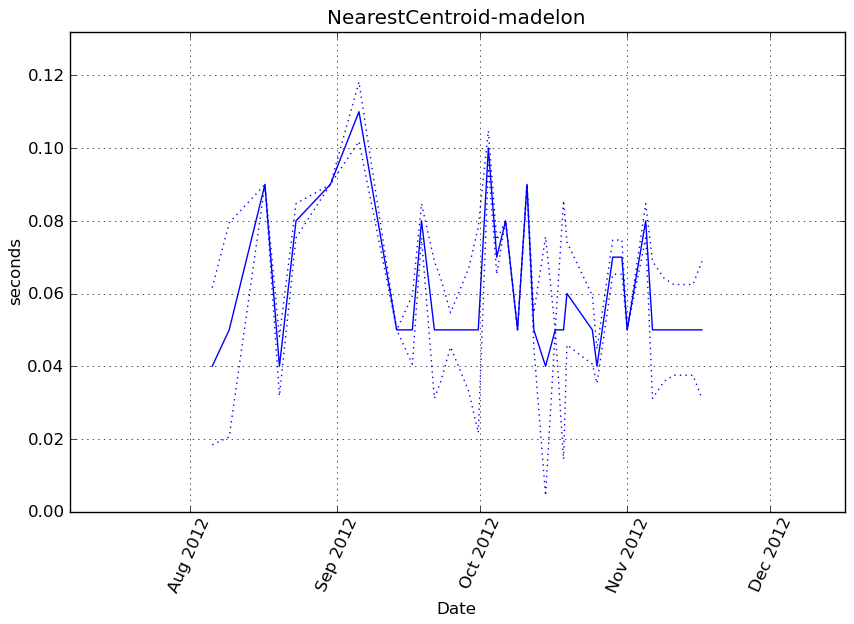 NearestCentroid-madelon
0.12
0.10
0.08
0.06
0.04
0.02
0.00
seconds
Aug 2012
Sep 2012
Oct 2012
Nov 2012
Dec 2012
Date